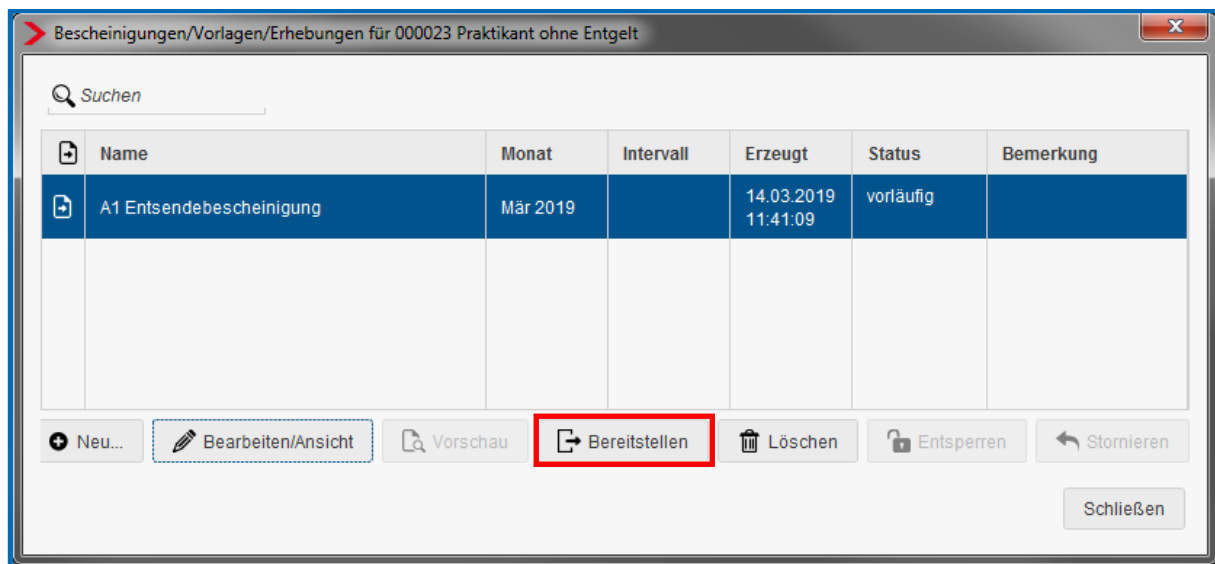 Bescheinigungen/Vorlagen/Erhebungen für 000023 Praktikant ohne Entgelt
Suchen
Name Monat Intervall Erzeugt Status Bemerkung
A1 Entsendebescheinigung Mär 2019 14.03.2019 11:41:09 vorläufig
Neu... Bearbeiten/Ansicht Vorschau Bereitstellen Löschen Entsperren Stornieren
Schließen